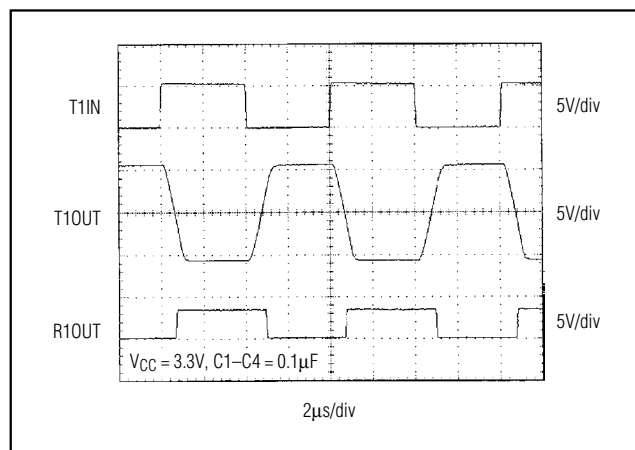 T1IN 5V/div
T1OUT 5V/div
R1OUT 5V/div
VCC = 3.3V, C1–C4 = 0.1µF
2µs/div